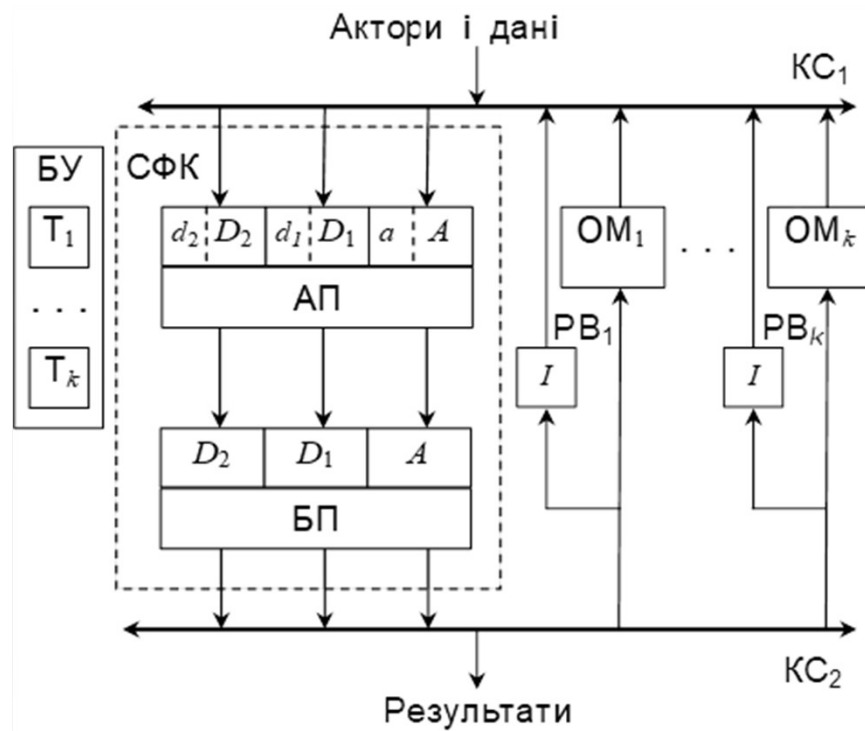 Актори і дані
КС₁
БУ
T₁
. . .
Tₖ
СФК
d₂ D₂ d₁ D₁ a A
АП
D₂ D₁ A
БП
ОМ₁
. . .
ОМₖ
РВ₁
I
РВₖ
I
КС₂
Результати